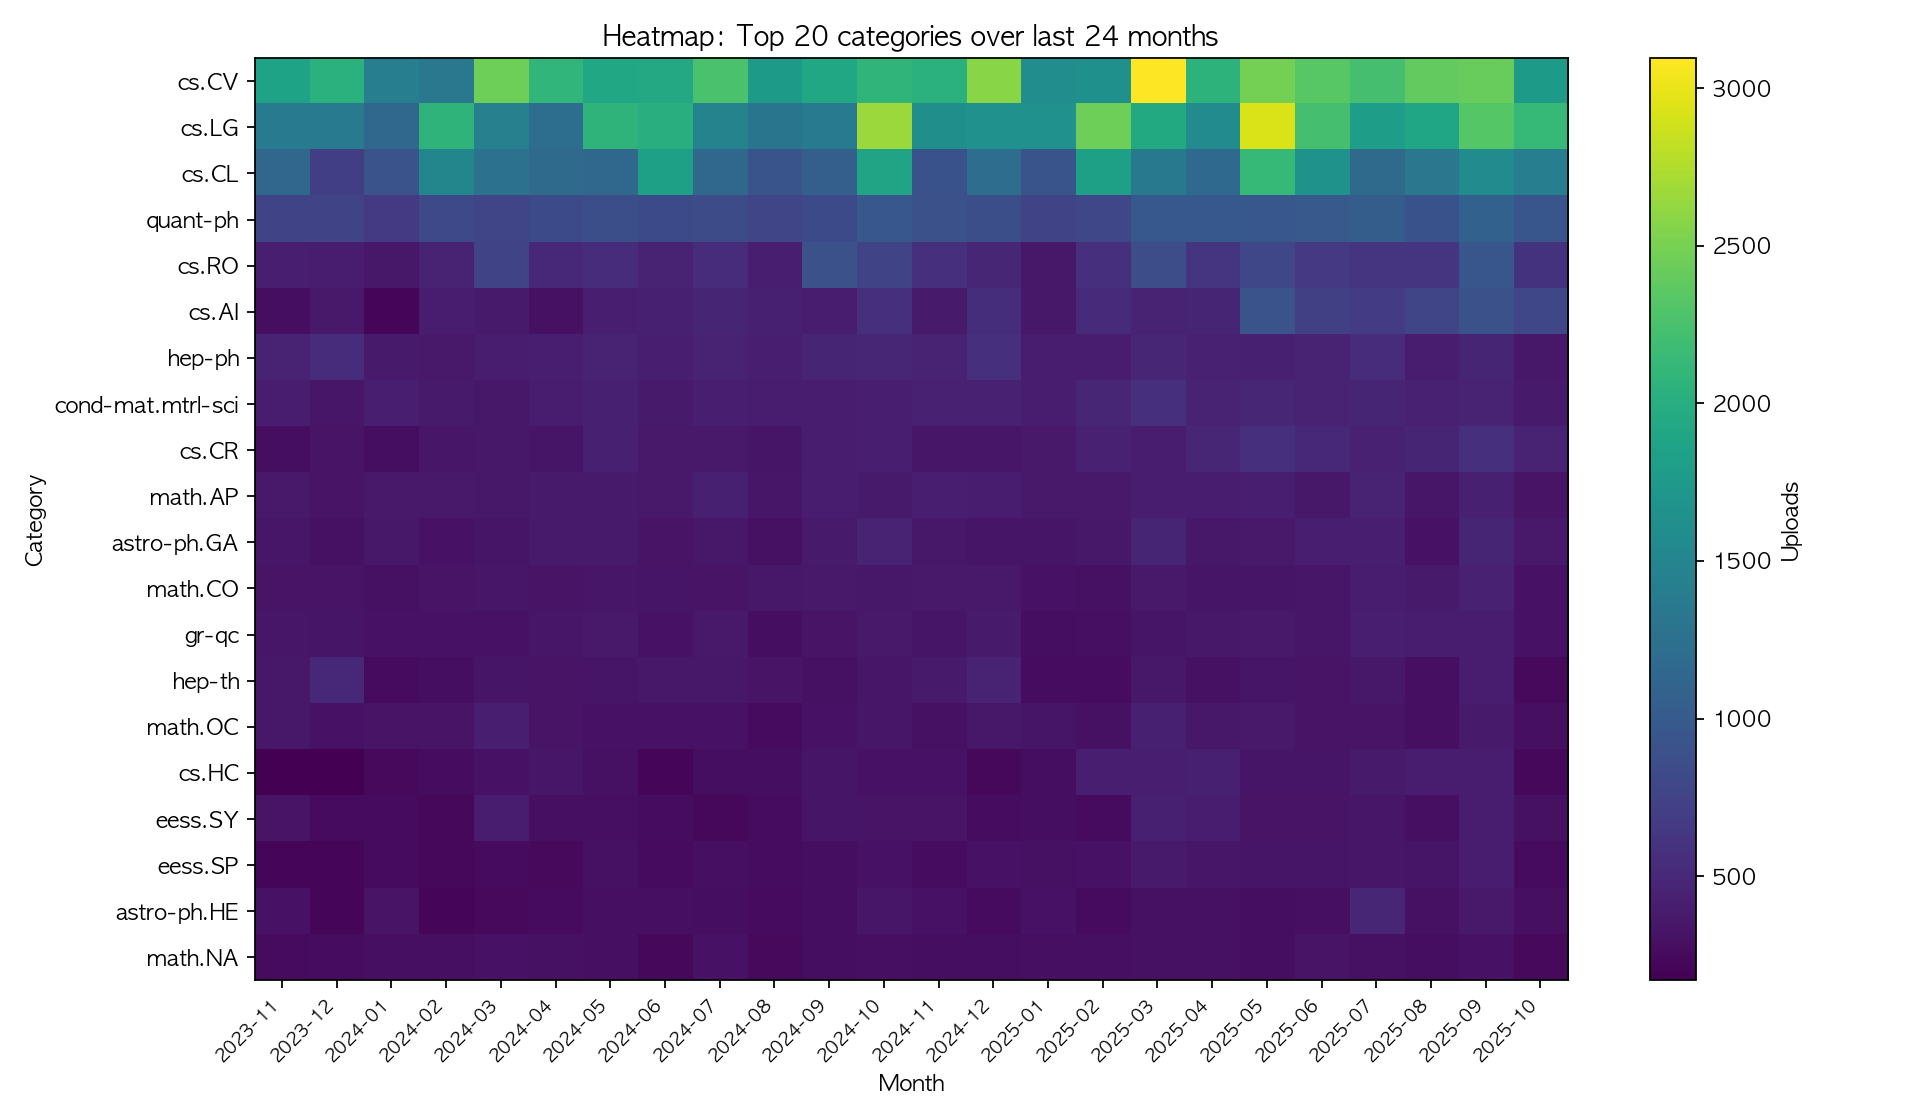 Heatmap: Top 20 categories over last 24 months
Category
cs.CV
cs.LG
cs.CL
quant-ph
cs.RO
cs.AI
hep-ph
cond-mat.mtrl-sci
cs.CR
math.AP
astro-ph.GA
math.CO
gr-qc
hep-th
math.OC
cs.HC
eess.SY
eess.SP
astro-ph.HE
math.NA
2023-11
2023-12
2024-01
2024-02
2024-03
2024-04
2024-05
2024-06
2024-07
2024-08
2024-09
2024-10
2024-11
2024-12
2025-01
2025-02
2025-03
2025-04
2025-05
2025-06
2025-07
2025-08
2025-09
2025-10
Month
3000
2500
2000
1500
1000
500
Uploads